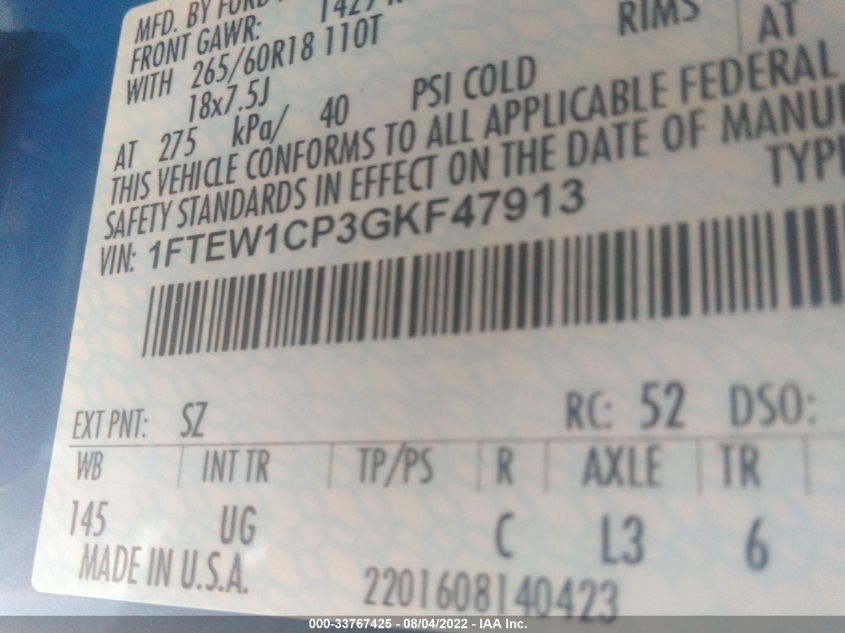 MFD. BY FORD
FRONT GAWR: 1429
RIMS AT
WITH 265/60R18 110T
18x7.5J
AT 275 kPa/ 40 PSI COLD
THIS VEHICLE CONFORMS TO ALL APPLICABLE FEDERAL
SAFETY STANDARDS IN EFFECT ON THE DATE OF MANU
VIN: 1FTEW1CP3GKF47913
TYPE
EXT PNT: SZ RC: 52 DSO:
WB INT TR TP/PS R AXLE TR
145 UG C L3 6
MADE IN U.S.A.
2201608140423
000-33767425 - 08/04/2022 - IAA Inc.